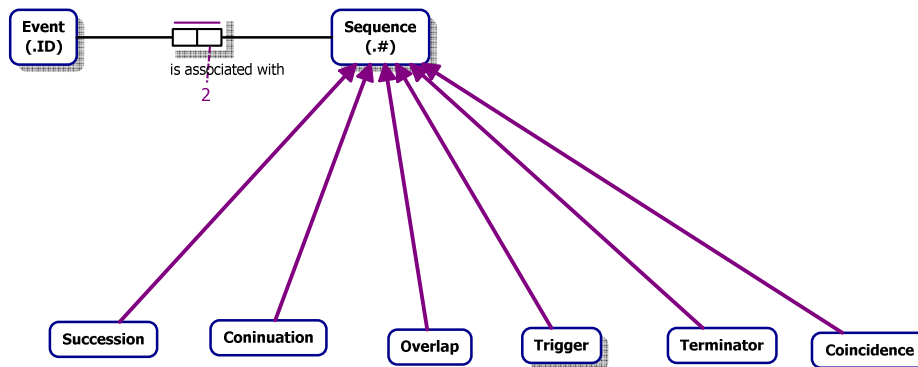 Event
(.ID)
Sequence
(.#)
is associated with
2
Succession
Coninuation
Overlap
Trigger
Terminator
Coincidence